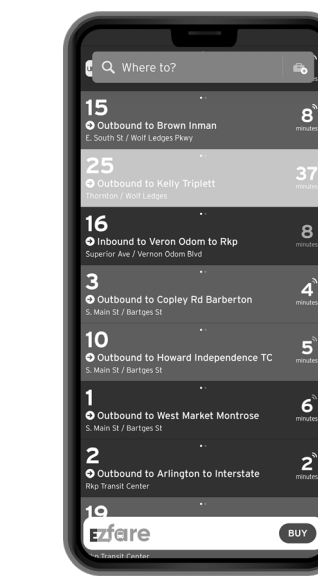 Where to?
15
Outbound to Brown Inman
E. South St / Wolf Ledges Pkwy
8
minutes
25
Outbound to Kelly Triplett
Thornton / Wolf Ledges
37
minutes
16
Inbound to Veron Odom to Rkp
Superior Ave / Vernon Odom Blvd
8
minutes
3
Outbound to Copley Rd Barberton
S. Main St / Bartges St
4
minutes
10
Outbound to Howard Independence TC
S. Main St / Bartges St
5
minutes
1
Outbound to West Market Montrose
S. Main St / Bartges St
6
minutes
2
Outbound to Arlington to Interstate
Rkp Transit Center
2
minutes
19
Ezfare
BUY
Rkp Transit Center